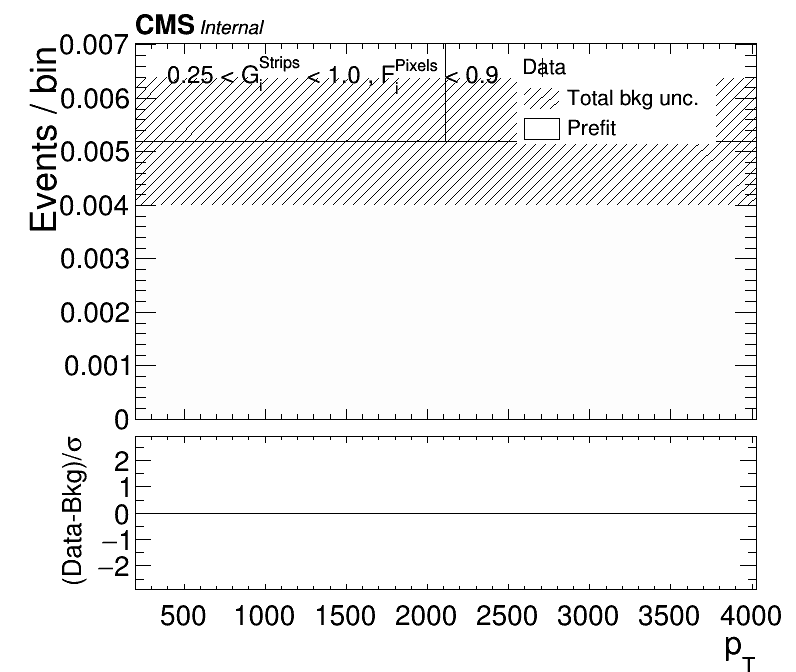 CMS Internal
Events / bin
0.007
0.006
0.005
0.004
0.003
0.002
0.001
0
0.25 < G_i^Strips < 1.0 , F_i^Pixels < 0.9
Data
Total bkg unc.
Prefit
(Data-Bkg)/σ
2
1
0
−1
−2
500 1000 1500 2000 2500 3000 3500 4000
p_T